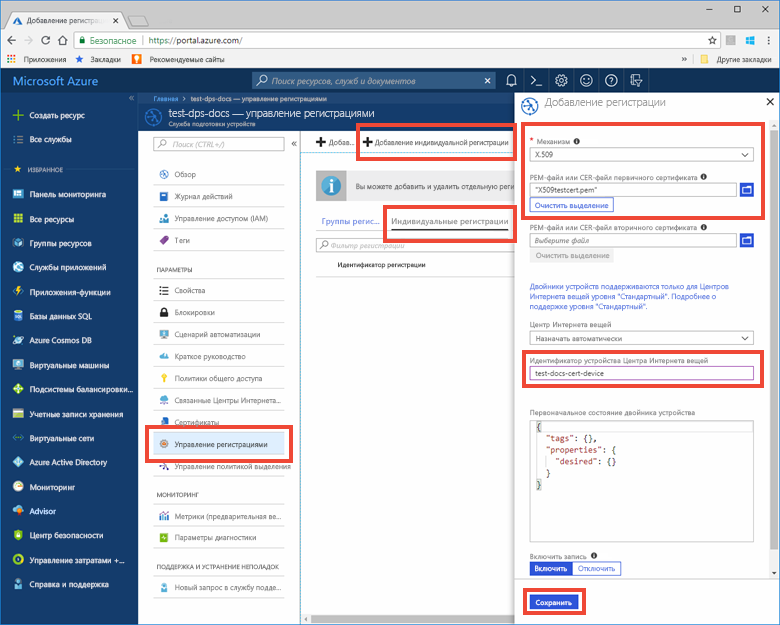 Добавление регистрац
Безопасное
https://portal.azure.com/
Приложения
Закладки
Рекомендуемые сайты
»
Другие закладки
Microsoft Azure
Поиск ресурсов, служб и документов
Создать ресурс
Все службы
ИЗБРАННОЕ
Панель мониторинга
Все ресурсы
Группы ресурсов
Службы приложений
Приложения-функции
Базы данных SQL
Azure Cosmos DB
Виртуальные машины
Подсистемы балансировки...
Учетные записи хранения
Виртуальные сети
Azure Active Directory
Мониторинг
Advisor
Центр безопасности
Управление затратами +...
Справка и поддержка
Главная > test-dps-docs — управление регистрациями
test-dps-docs — управление регистрациями
Служба подготовки устройств
Поиск (CTRL+/)
Обзор
Журнал действий
Управление доступом (IAM)
Теги
ПАРАМЕТРЫ
Свойства
Блокировки
Сценарий автоматизации
Краткое руководство
Политики общего доступа
Связанные Центры Интернета...
Сертификаты
Управление регистрациями
Управление политикой выделения
МОНИТОРИНГ
Метрики (предварительная ве...
Параметры диагностики
ПОДДЕРЖКА И УСТРАНЕНИЕ НЕПОЛАДОК
Новый запрос в службу подде...
Добав...
Добавление индивидуальной регистрации
Вы можете добавить и удалить отдельную реги
Группы регис...
Индивидуальные регистрации
Фильтр регистрации
Идентификатор регистрации
Добавление регистрации
* Механизм
X.509
PEM-файл или CER-файл первичного сертификата
"X509testcert.pem"
Очистить выделение
PEM-файл или CER-файл вторичного сертификата
Выберите файл
Очистить выделение
Двойники устройств поддерживаются только для Центров
Интернета вещей уровня "Стандартный". Подробнее о
поддержке уровня "Стандартный".
Центр Интернета вещей
Назначать автоматически
Идентификатор устройства Центра Интернета вещей
test-docs-cert-device
Первоначальное состояние двойника устройства
{
"tags": {},
"properties": {
"desired": {}
}
}
Включить запись
Включить
Отключить
Сохранить